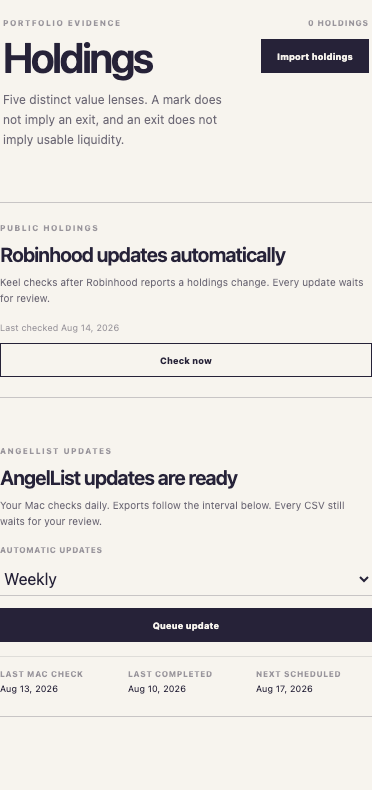 PORTFOLIO EVIDENCE
0 HOLDINGS
Holdings
Import holdings
Five distinct value lenses. A mark does
not imply an exit, and an exit does not
imply usable liquidity.
PUBLIC HOLDINGS
Robinhood updates automatically
Keel checks after Robinhood reports a holdings change. Every update waits
for review.
Last checked Aug 14, 2026
Check now
ANGELLIST UPDATES
AngelList updates are ready
Your Mac checks daily. Exports follow the interval below. Every CSV still
waits for your review.
AUTOMATIC UPDATES
Weekly
Queue update
LAST MAC CHECK
Aug 13, 2026
LAST COMPLETED
Aug 10, 2026
NEXT SCHEDULED
Aug 17, 2026